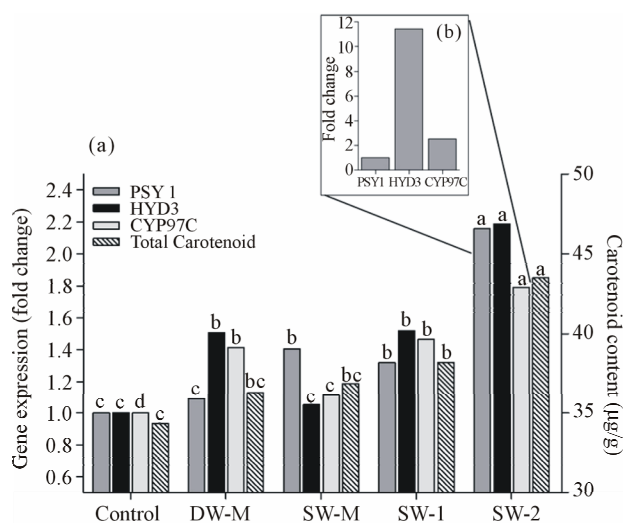 12
10
8
6
4
2
0
Fold change
(b)
PSY1 HYD3 CYP97C
(a)
2.4
2.2
2.0
1.8
1.6
1.4
1.2
1.0
0.8
0.6
Gene expression (fold change)
PSY 1
HYD3
CYP97C
Total Carotenoid
c c d c
c b b bc
b c c bc
b b b b
a a a a
50
45
40
35
30
Carotenoid content (μg/g)
Control DW-M SW-M SW-1 SW-2